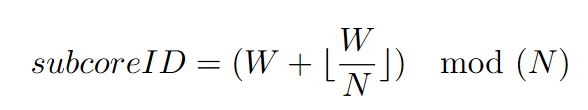 subcoreID = (W + ⌊W/N⌋) mod (N)